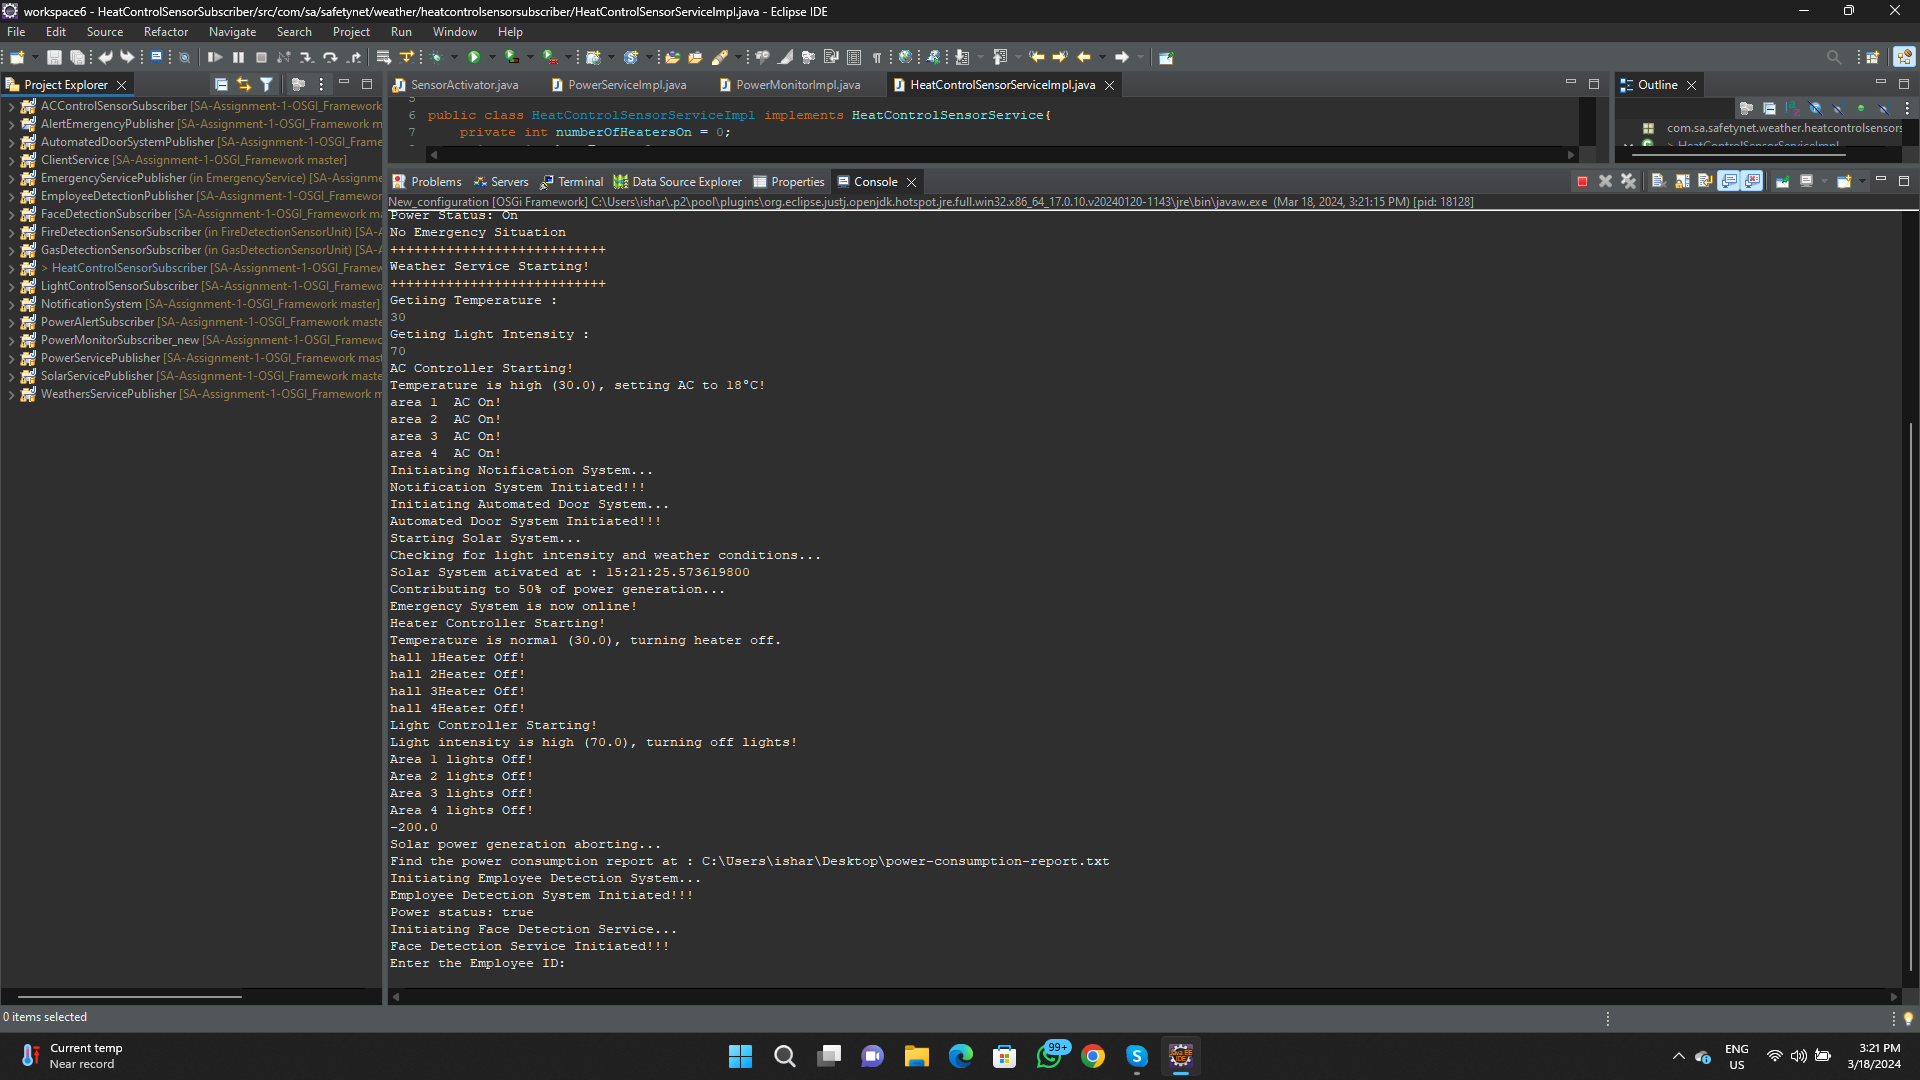 workspace6 - HeatControlSensorSubscriber/src/com/sa/safetynet/weather/heatcontrolsensorsubscriber/HeatControlSensorServiceImpl.java - Eclipse IDE
File Edit Source Refactor Navigate Search Project Run Window Help
Project Explorer
SensorActivator.java PowerServiceImpl.java PowerMonitorImpl.java HeatControlSensorServiceImpl.java
Outline
ACControlSensorSubscriber [SA-Assignment-1-OSGI_Framework
AlertEmergencyPublisher [SA-Assignment-1-OSGI_Framework m
AutomatedDoorSystemPublisher [SA-Assignment-1-OSGI_Frame
ClientService [SA-Assignment-1-OSGI_Framework master]
EmergencyServicePublisher (in EmergencyService) [SA-Assignme
EmployeeDetectionPublisher [SA-Assignment-1-OSGI_Framewo
FaceDetectionSubscriber [SA-Assignment-1-OSGI_Framework m
FireDetectionSensorSubscriber (in FireDetectionSensorUnit) [SA-
GasDetectionSensorSubscriber (in GasDetectionSensorUnit) [SA-A
> HeatControlSensorSubscriber [SA-Assignment-1-OSGI_Framew
LightControlSensorSubscriber [SA-Assignment-1-OSGI_Framewo
NotificationSystem [SA-Assignment-1-OSGI_Framework master]
PowerAlertSubscriber [SA-Assignment-1-OSGI_Framework maste
PowerMonitorSubscriber_new [SA-Assignment-1-OSGI_Framewo
PowerServicePublisher [SA-Assignment-1-OSGI_Framework mast
SolarServicePublisher [SA-Assignment-1-OSGI_Framework maste
WeathersServicePublisher [SA-Assignment-1-OSGI_Framework m
6 public class HeatControlSensorServiceImpl implements HeatControlSensorService{
7 private int numberOfHeatersOn = 0;
com.sa.safetynet.weather.heatcontrolsensors
> HeatControlSensorServiceImpl
Problems Servers Terminal Data Source Explorer Properties Console
New_configuration [OSGi Framework] C:\Users\ishar\.p2\pool\plugins\org.eclipse.justj.openjdk.hotspot.jre.full.win32.x86_64_17.0.10.v20240120-1143\jre\bin\javaw.exe (Mar 18, 2024, 3:21:15 PM) [pid: 18128]
Power Status: On
No Emergency Situation
+++++++++++++++++++++++++++
Weather Service Starting!
+++++++++++++++++++++++++++
Getiing Temperature :
30
Getiing Light Intensity :
70
AC Controller Starting!
Temperature is high (30.0), setting AC to 18°C!
area 1  AC On!
area 2  AC On!
area 3  AC On!
area 4  AC On!
Initiating Notification System...
Notification System Initiated!!!
Initiating Automated Door System...
Automated Door System Initiated!!!
Starting Solar System...
Checking for light intensity and weather conditions...
Solar System ativated at : 15:21:25.573619800
Contributing to 50% of power generation...
Emergency System is now online!
Heater Controller Starting!
Temperature is normal (30.0), turning heater off.
hall 1Heater Off!
hall 2Heater Off!
hall 3Heater Off!
hall 4Heater Off!
Light Controller Starting!
Light intensity is high (70.0), turning off lights!
Area 1 lights Off!
Area 2 lights Off!
Area 3 lights Off!
Area 4 lights Off!
-200.0
Solar power generation aborting...
Find the power consumption report at : C:\Users\ishar\Desktop\power-consumption-report.txt
Initiating Employee Detection System...
Employee Detection System Initiated!!!
Power status: true
Initiating Face Detection Service...
Face Detection Service Initiated!!!
Enter the Employee ID:
0 items selected
Current temp
Near record
99+
ENG
US
3:21 PM
3/18/2024